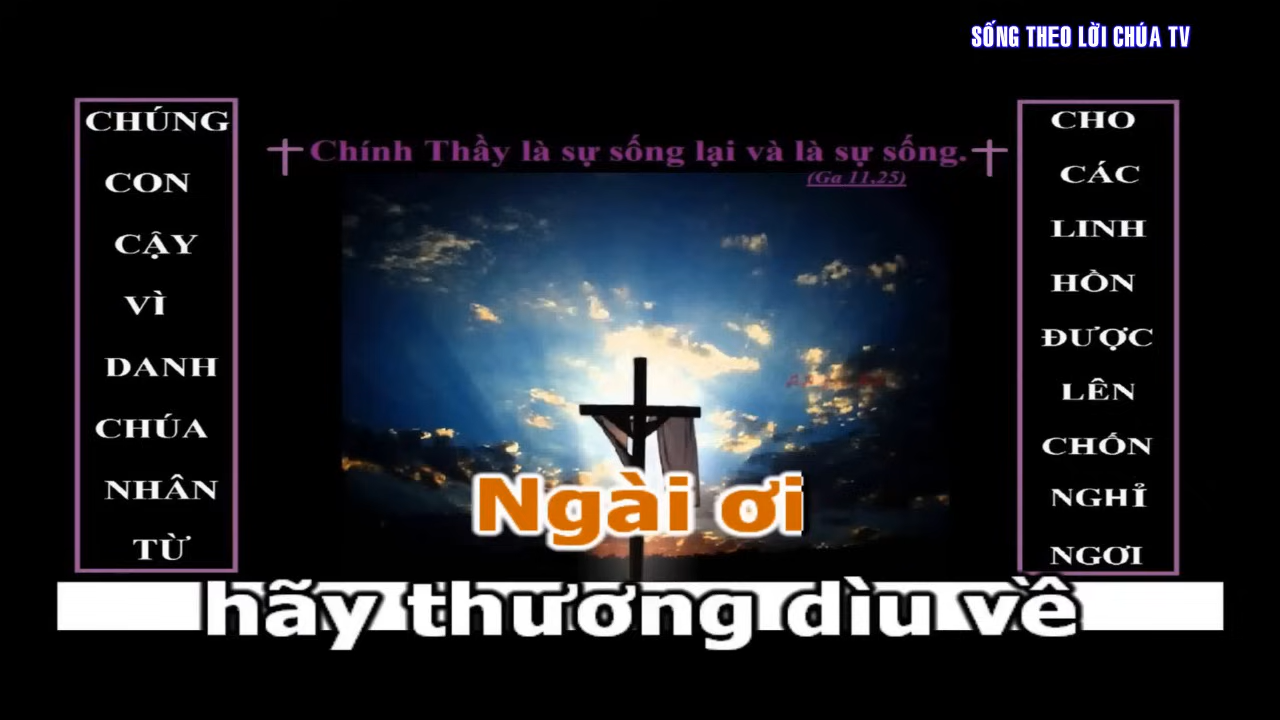 SỐNG THEO LỜI CHÚA TV
CHÚNG
CON
CẬY
VÌ
DANH
CHÚA
NHÂN
TỪ
Chính Thầy là sự sống lại và là sự sống.
(Ga 11,25)
CHO
CÁC
LINH
HỒN
ĐƯỢC
LÊN
CHỐN
NGHỈ
NGƠI
Ngài ơi
hãy thương dìu về